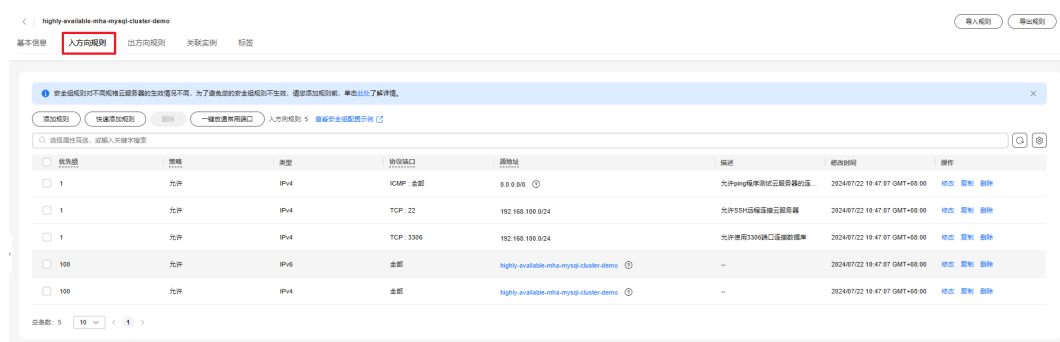 highly-available-mha-mysql-cluster-demo 导入规则 导出规则
基本信息 入方向规则 出方向规则 关联实例 标签
安全组规则对不同规格云服务器的生效情况不同，为了避免您的安全组规则不生效，请您添加规则前，单击此处了解详情。
添加规则 快速添加规则 删除 一键放通常用端口 入方向规则: 5 查看安全组配置示例
选择属性筛选，或输入关键字搜索
优先级 策略 类型 协议端口 源地址 描述 修改时间 操作
1 允许 IPv4 ICMP : 全部 0.0.0.0/0 允许ping程序测试云服务器的连... 2024/07/22 10:47:07 GMT+08:00 修改 复制 删除
1 允许 IPv4 TCP : 22 192.168.100.0/24 允许SSH远程连接云服务器 2024/07/22 10:47:07 GMT+08:00 修改 复制 删除
1 允许 IPv4 TCP : 3306 192.168.100.0/24 允许使用3306端口连接数据库 2024/07/22 10:47:07 GMT+08:00 修改 复制 删除
100 允许 IPv6 全部 highly-available-mha-mysql-cluster-demo -- 2024/07/22 10:47:07 GMT+08:00 修改 复制 删除
100 允许 IPv4 全部 highly-available-mha-mysql-cluster-demo -- 2024/07/22 10:47:07 GMT+08:00 修改 复制 删除
总条数: 5 10 1